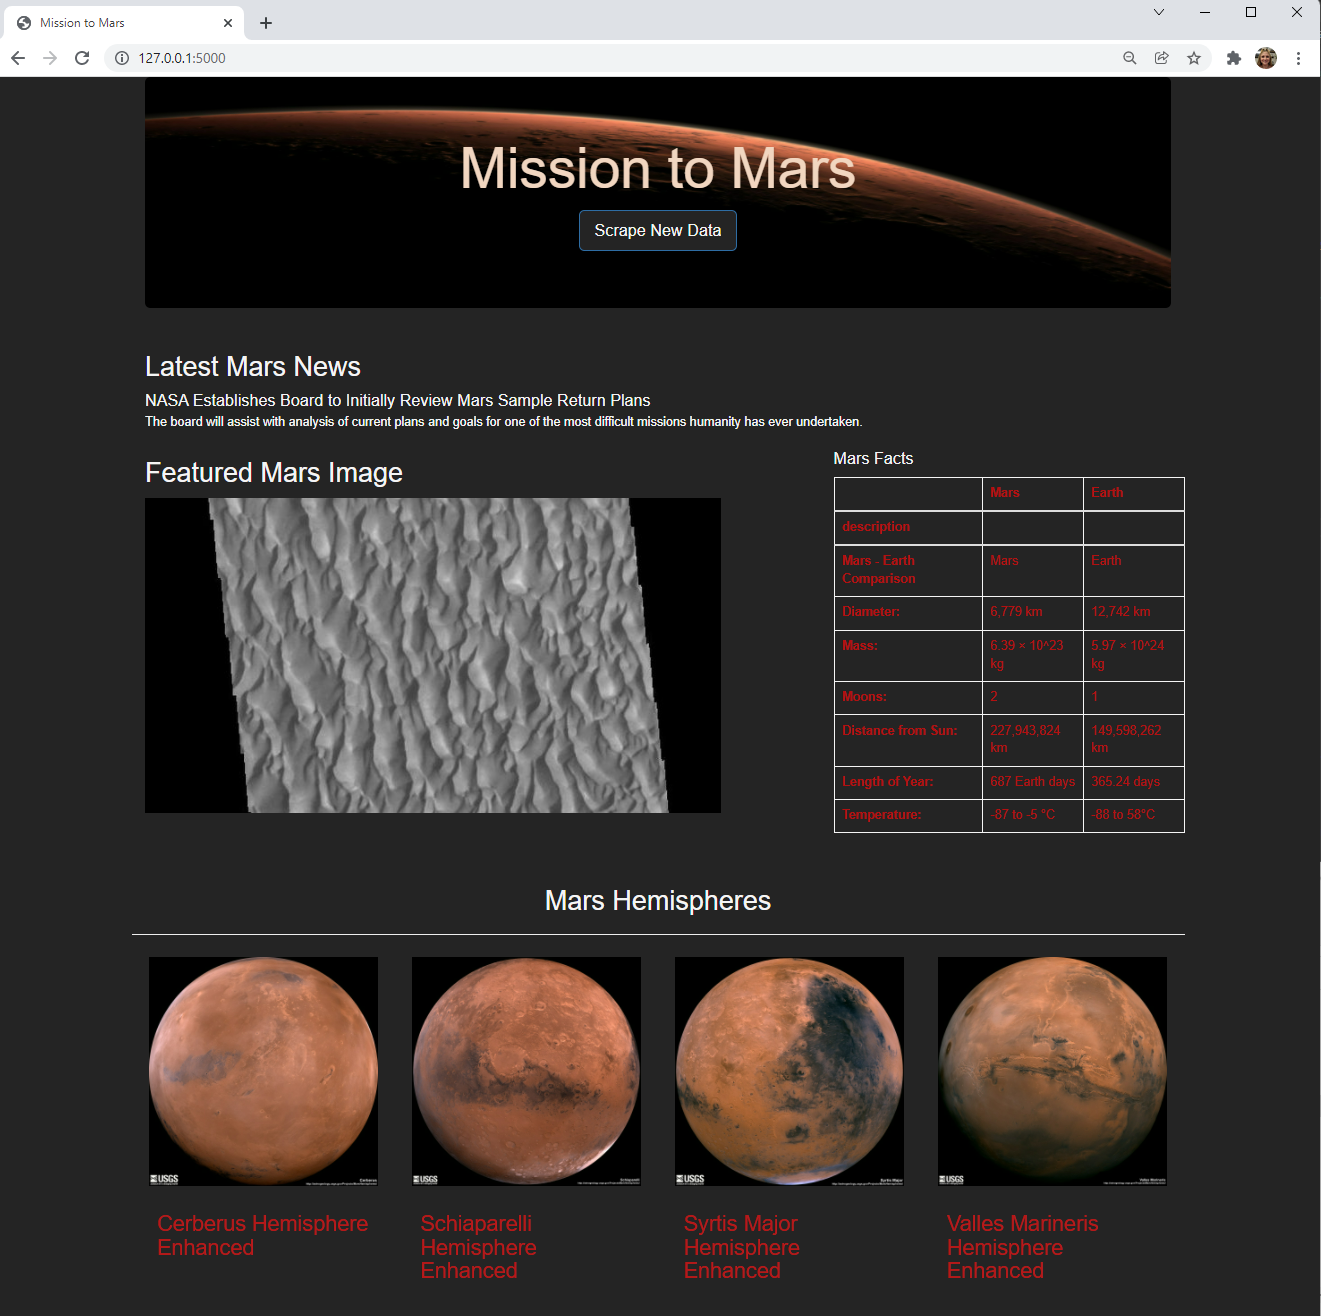 Mission to Mars
127.0.0.1:5000
Mission to Mars
Scrape New Data
Latest Mars News
NASA Establishes Board to Initially Review Mars Sample Return Plans
The board will assist with analysis of current plans and goals for one of the most difficult missions humanity has ever undertaken.
Featured Mars Image
Mars Facts
Mars Earth
description
Mars - Earth Comparison Mars Earth
Diameter: 6,779 km 12,742 km
Mass: 6.39 × 10^23 kg 5.97 × 10^24 kg
Moons: 2 1
Distance from Sun: 227,943,824 km 149,598,262 km
Length of Year: 687 Earth days 365.24 days
Temperature: -87 to -5 °C -88 to 58°C
Mars Hemispheres
USGS Cerberus
USGS Schiaparelli
USGS Syrtis Major
USGS Valles Marineris
Cerberus Hemisphere
Enhanced
Schiaparelli
Hemisphere
Enhanced
Syrtis Major
Hemisphere
Enhanced
Valles Marineris
Hemisphere
Enhanced